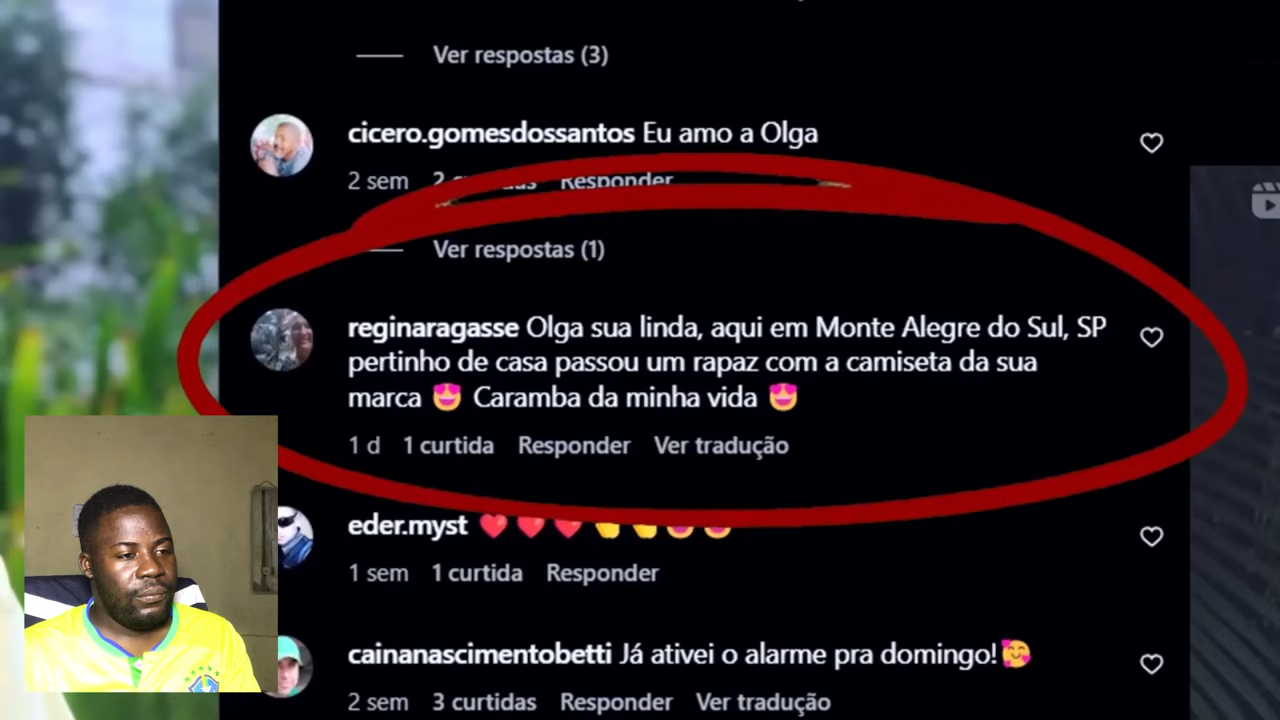 Ver respostas (3)
cicero.gomesdossantos Eu amo a Olga
2 sem Responder
Ver respostas (1)
reginaragasse Olga sua linda, aqui em Monte Alegre do Sul, SP
pertinho de casa passou um rapaz com a camiseta da sua
marca 😍 Caramba da minha vida 😍
1 d 1 curtida Responder Ver tradução
eder.myst ❤️❤️❤️👏👏😍😍
1 sem 1 curtida Responder
cainanascimentobetti Já ativei o alarme pra domingo!🥰
2 sem 3 curtidas Responder Ver tradução